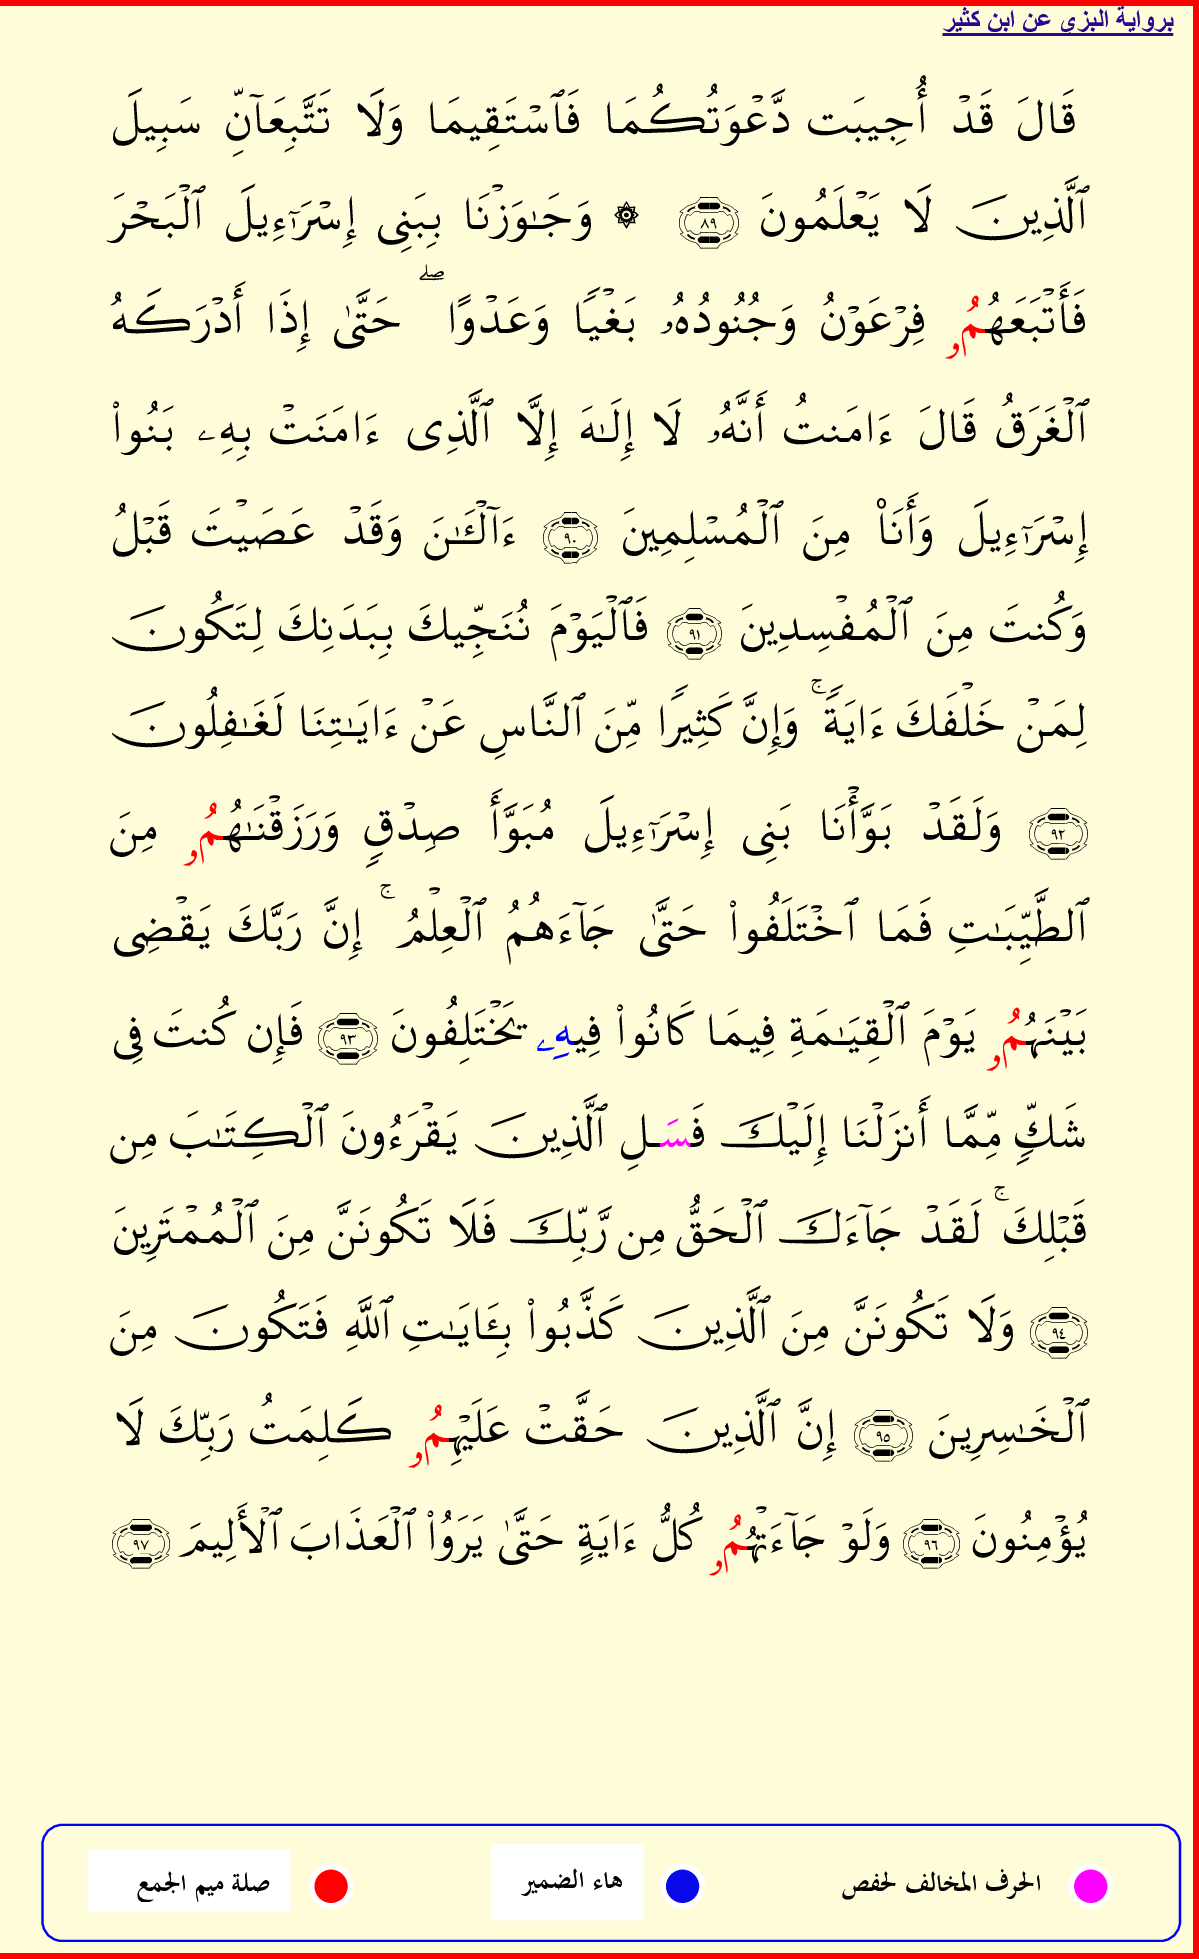 برواية البزي عن ابن كثير
قَالَ قَدْ أُجِيبَت دَّعْوَتُكُمَا فَٱسْتَقِيمَا وَلَا تَتَّبِعَآنِّ سَبِيلَ
ٱلَّذِينَ لَا يَعْلَمُونَ ٨٩ ۞ وَجَـٰوَزْنَا بِبَنِى إِسْرَٰٓءِيلَ ٱلْبَحْرَ
فَأَتْبَعَهُمُۥ فِرْعَوْنُ وَجُنُودُهُۥ بَغْيًا وَعَدْوًا ۖ حَتَّىٰ إِذَا أَدْرَكَهُ
ٱلْغَرَقُ قَالَ ءَامَنتُ أَنَّهُۥ لَا إِلَـٰهَ إِلَّا ٱلَّذِى ءَامَنَتْ بِهِۦ بَنُوا۟
إِسْرَٰٓءِيلَ وَأَنَا۠ مِنَ ٱلْمُسْلِمِينَ ٩٠ ءَآلْـَٔـٰنَ وَقَدْ عَصَيْتَ قَبْلُ
وَكُنتَ مِنَ ٱلْمُفْسِدِينَ ٩١ فَٱلْيَوْمَ نُنَجِّيكَ بِبَدَنِكَ لِتَكُونَ
لِمَنْ خَلْفَكَ ءَايَةً ۚ وَإِنَّ كَثِيرًا مِّنَ ٱلنَّاسِ عَنْ ءَايَـٰتِنَا لَغَـٰفِلُونَ
٩٢ وَلَقَدْ بَوَّأْنَا بَنِى إِسْرَٰٓءِيلَ مُبَوَّأَ صِدْقٍ وَرَزَقْنَـٰهُمُۥ مِنَ
ٱلطَّيِّبَـٰتِ فَمَا ٱخْتَلَفُوا۟ حَتَّىٰ جَآءَهُمُ ٱلْعِلْمُ ۚ إِنَّ رَبَّكَ يَقْضِى
بَيْنَهُمُۥ يَوْمَ ٱلْقِيَـٰمَةِ فِيمَا كَانُوا۟ فِيهِۦ يَخْتَلِفُونَ ٩٣ فَإِن كُنتَ فِى
شَكٍّ مِّمَّا أَنزَلْنَا إِلَيْكَ فَسَلِ ٱلَّذِينَ يَقْرَءُونَ ٱلْكِتَـٰبَ مِن
قَبْلِكَ ۚ لَقَدْ جَآءَكَ ٱلْحَقُّ مِن رَّبِّكَ فَلَا تَكُونَنَّ مِنَ ٱلْمُمْتَرِينَ
٩٤ وَلَا تَكُونَنَّ مِنَ ٱلَّذِينَ كَذَّبُوا۟ بِـَٔايَـٰتِ ٱللَّهِ فَتَكُونَ مِنَ
ٱلْخَـٰسِرِينَ ٩٥ إِنَّ ٱلَّذِينَ حَقَّتْ عَلَيْهِمُۥ كَلِمَتُ رَبِّكَ لَا
يُؤْمِنُونَ ٩٦ وَلَوْ جَآءَتْهُمُۥ كُلُّ ءَايَةٍ حَتَّىٰ يَرَوُا۟ ٱلْعَذَابَ ٱلْأَلِيمَ ٩٧
الحرف المخالف لحفص هاء الضمير صلة ميم الجمع